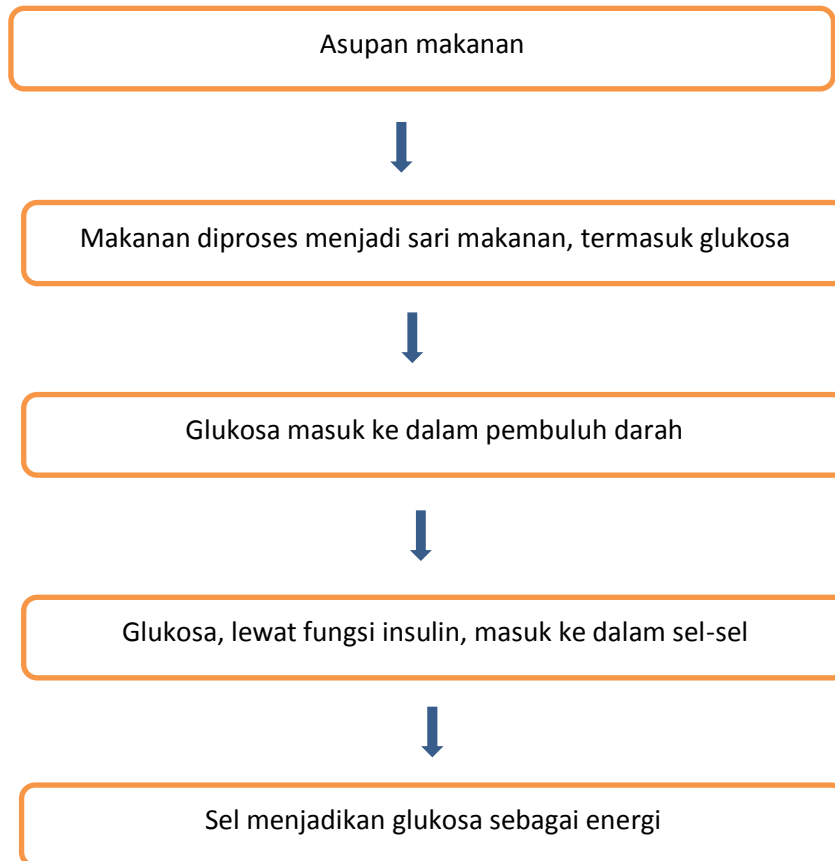 Asupan makanan
Makanan diproses menjadi sari makanan, termasuk glukosa
Glukosa masuk ke dalam pembuluh darah
Glukosa, lewat fungsi insulin, masuk ke dalam sel-sel
Sel menjadikan glukosa sebagai energi